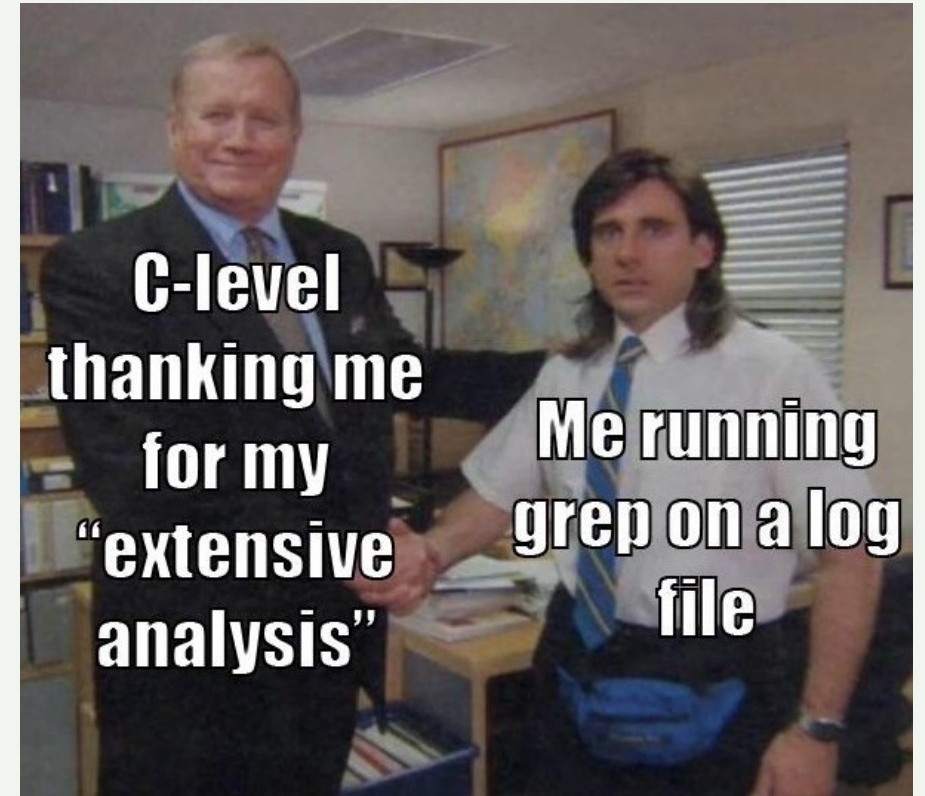 C-level
thanking me
for my
“extensive
analysis”
Me running
grep on a log
file